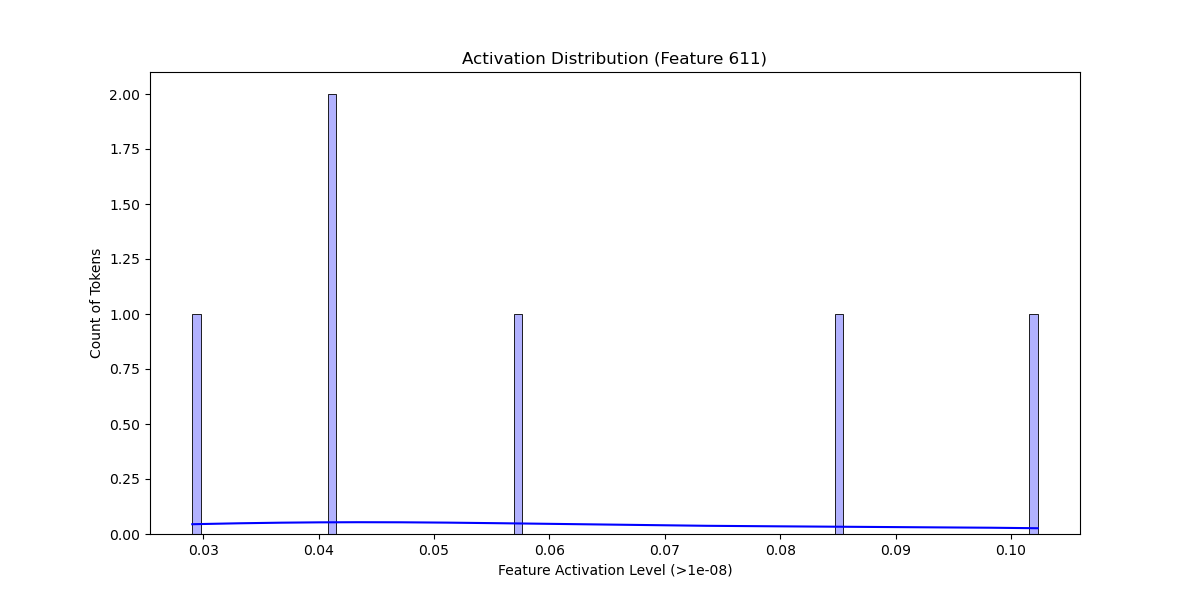 Activation Distribution (Feature 611)
2.00
1.75
1.50
1.25
1.00
0.75
0.50
0.25
0.00
Count of Tokens
0.03 0.04 0.05 0.06 0.07 0.08 0.09 0.10
Feature Activation Level (>1e-08)